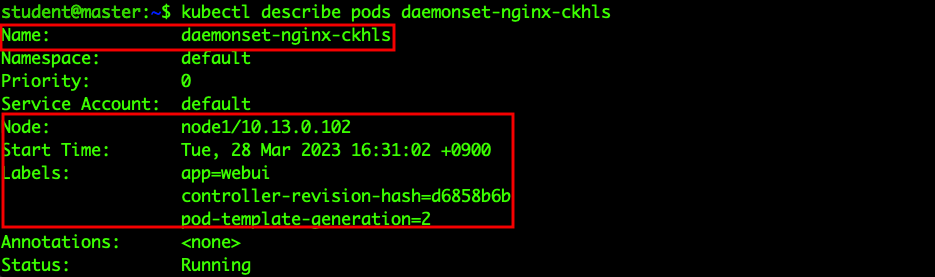 student@master:~$ kubectl describe pods daemonset-nginx-ckhls
Name: daemonset-nginx-ckhls
Namespace: default
Priority: 0
Service Account: default
Node: node1/10.13.0.102
Start Time: Tue, 28 Mar 2023 16:31:02 +0900
Labels: app=webui
controller-revision-hash=d6858b6b
pod-template-generation=2
Annotations: <none>
Status: Running